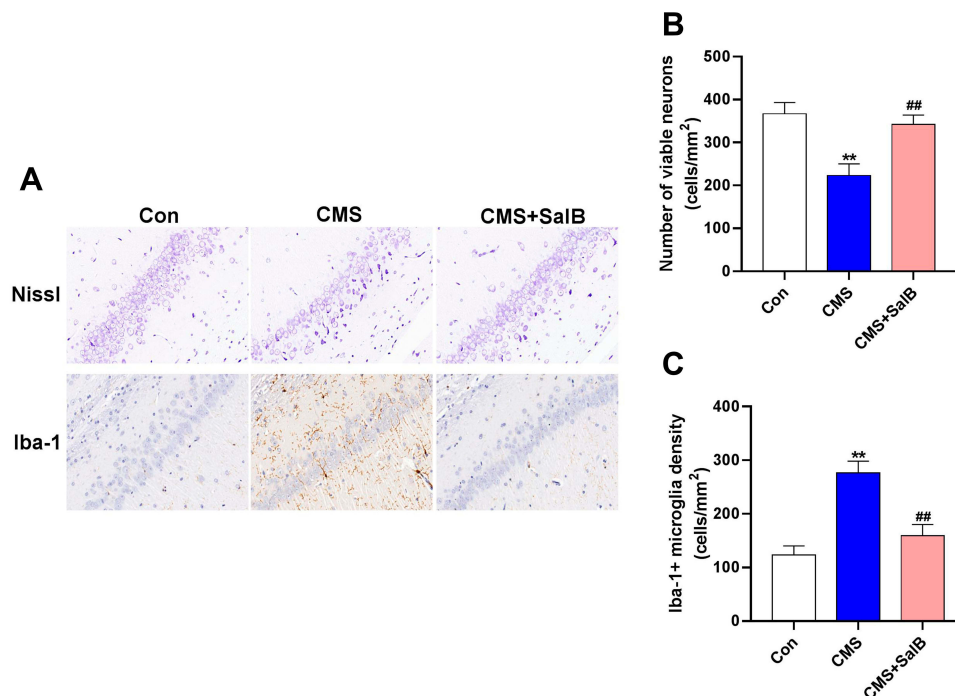 A
Con CMS CMS+SalB
Nissl
Iba-1
B
Number of viable neurons
(cells/mm²)
500
400
300
200
100
0
**
##
Con CMS CMS+SalB
C
Iba-1+ microglia density
(cells/mm²)
400
300
200
100
0
**
##
Con CMS CMS+SalB